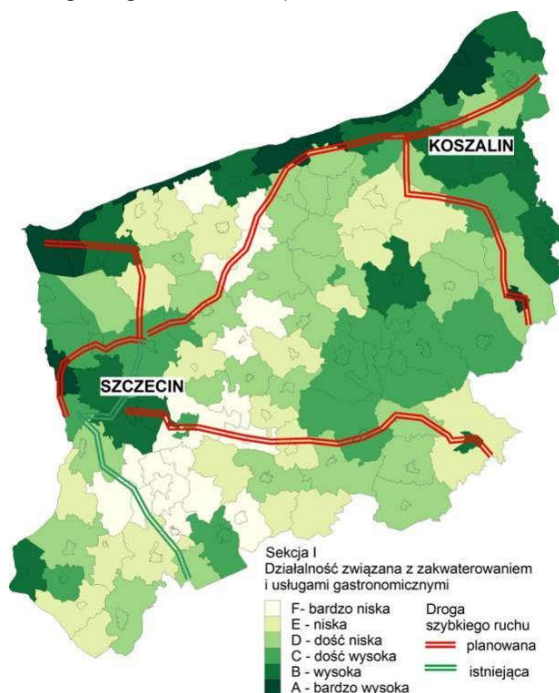 KOSZALIN
SZCZECIN
Sekcja I
Działalność związana z zakwaterowaniem
i usługami gastronomicznymi
F- bardzo niska
E - niska
D - dość niska
C - dość wysoka
B - wysoka
A - bardzo wysoka
Droga
szybkiego ruchu
planowana
istniejąca